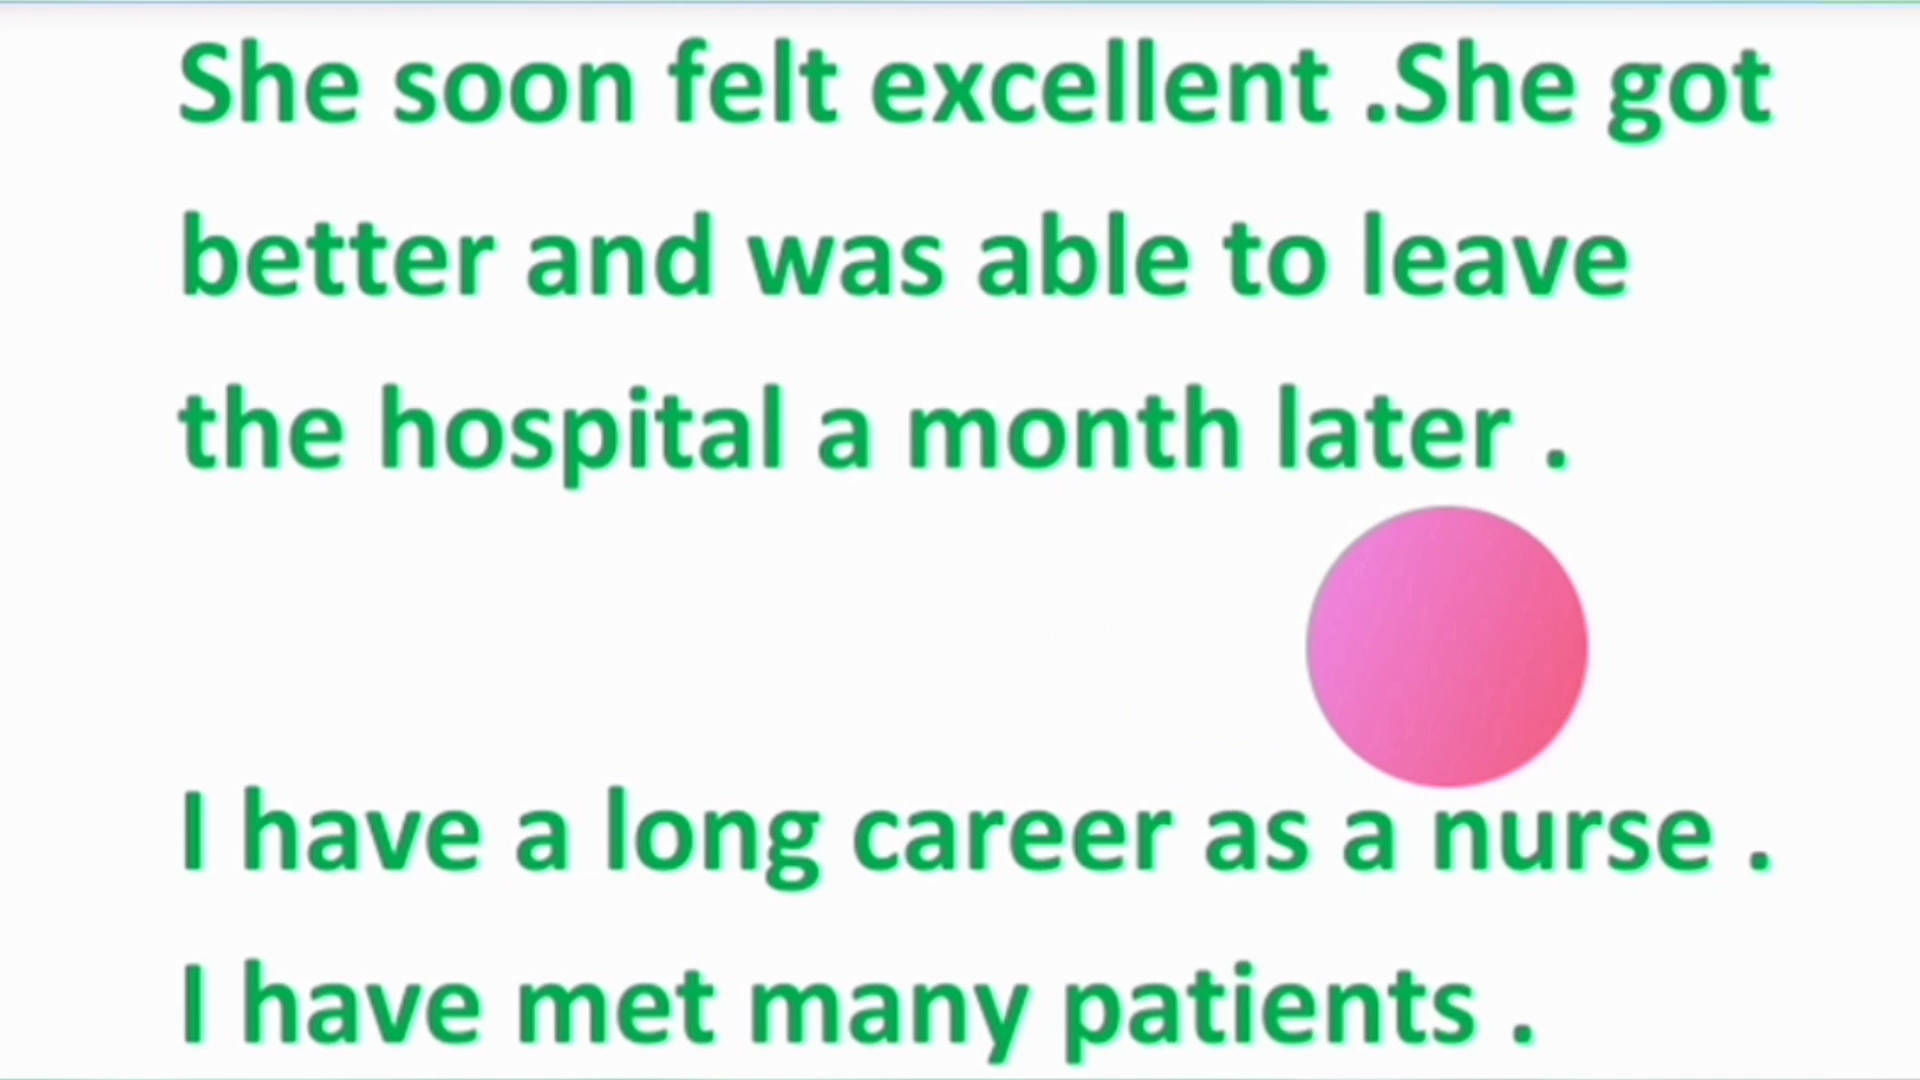 She soon felt excellent .She got
better and was able to leave
the hospital a month later .
I have a long career as a nurse .
I have met many patients .